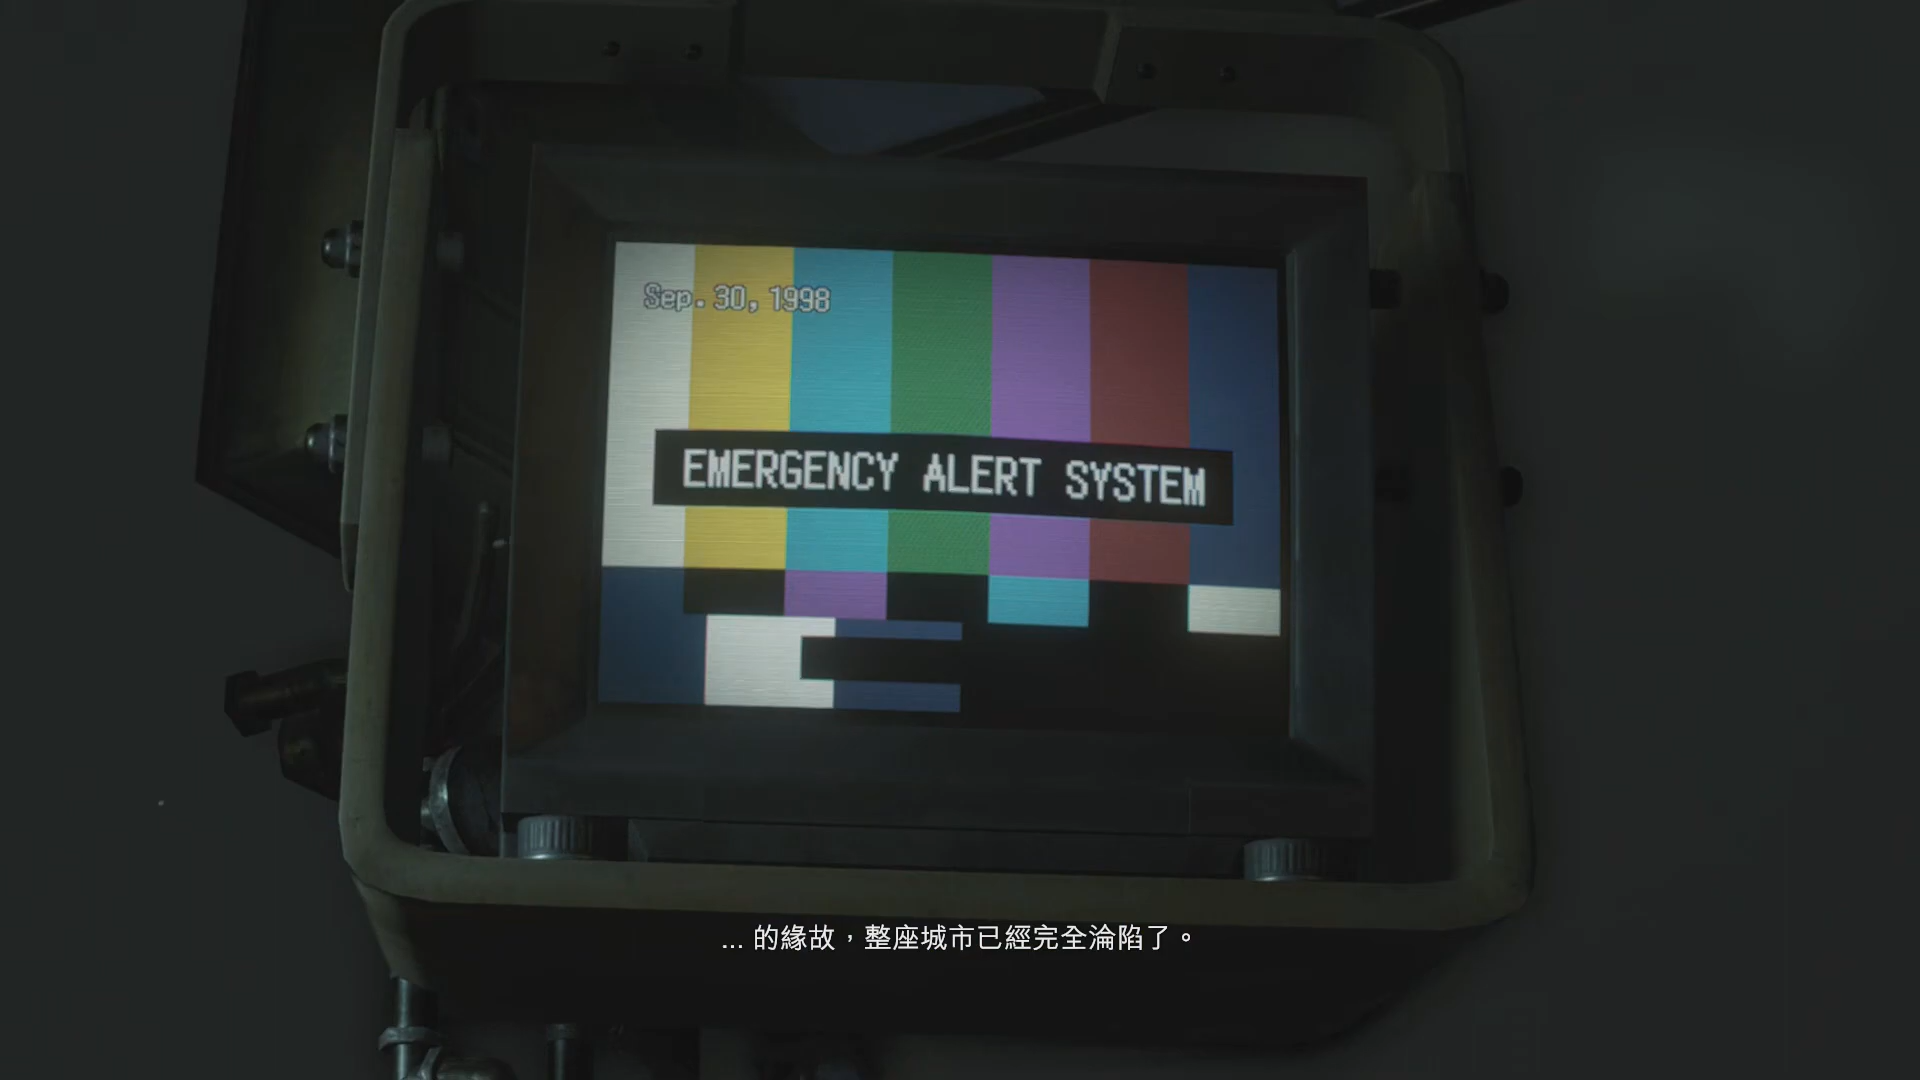 Sep. 30, 1998
EMERGENCY ALERT SYSTEM
... 的緣故，整座城市已經完全淪陷了。